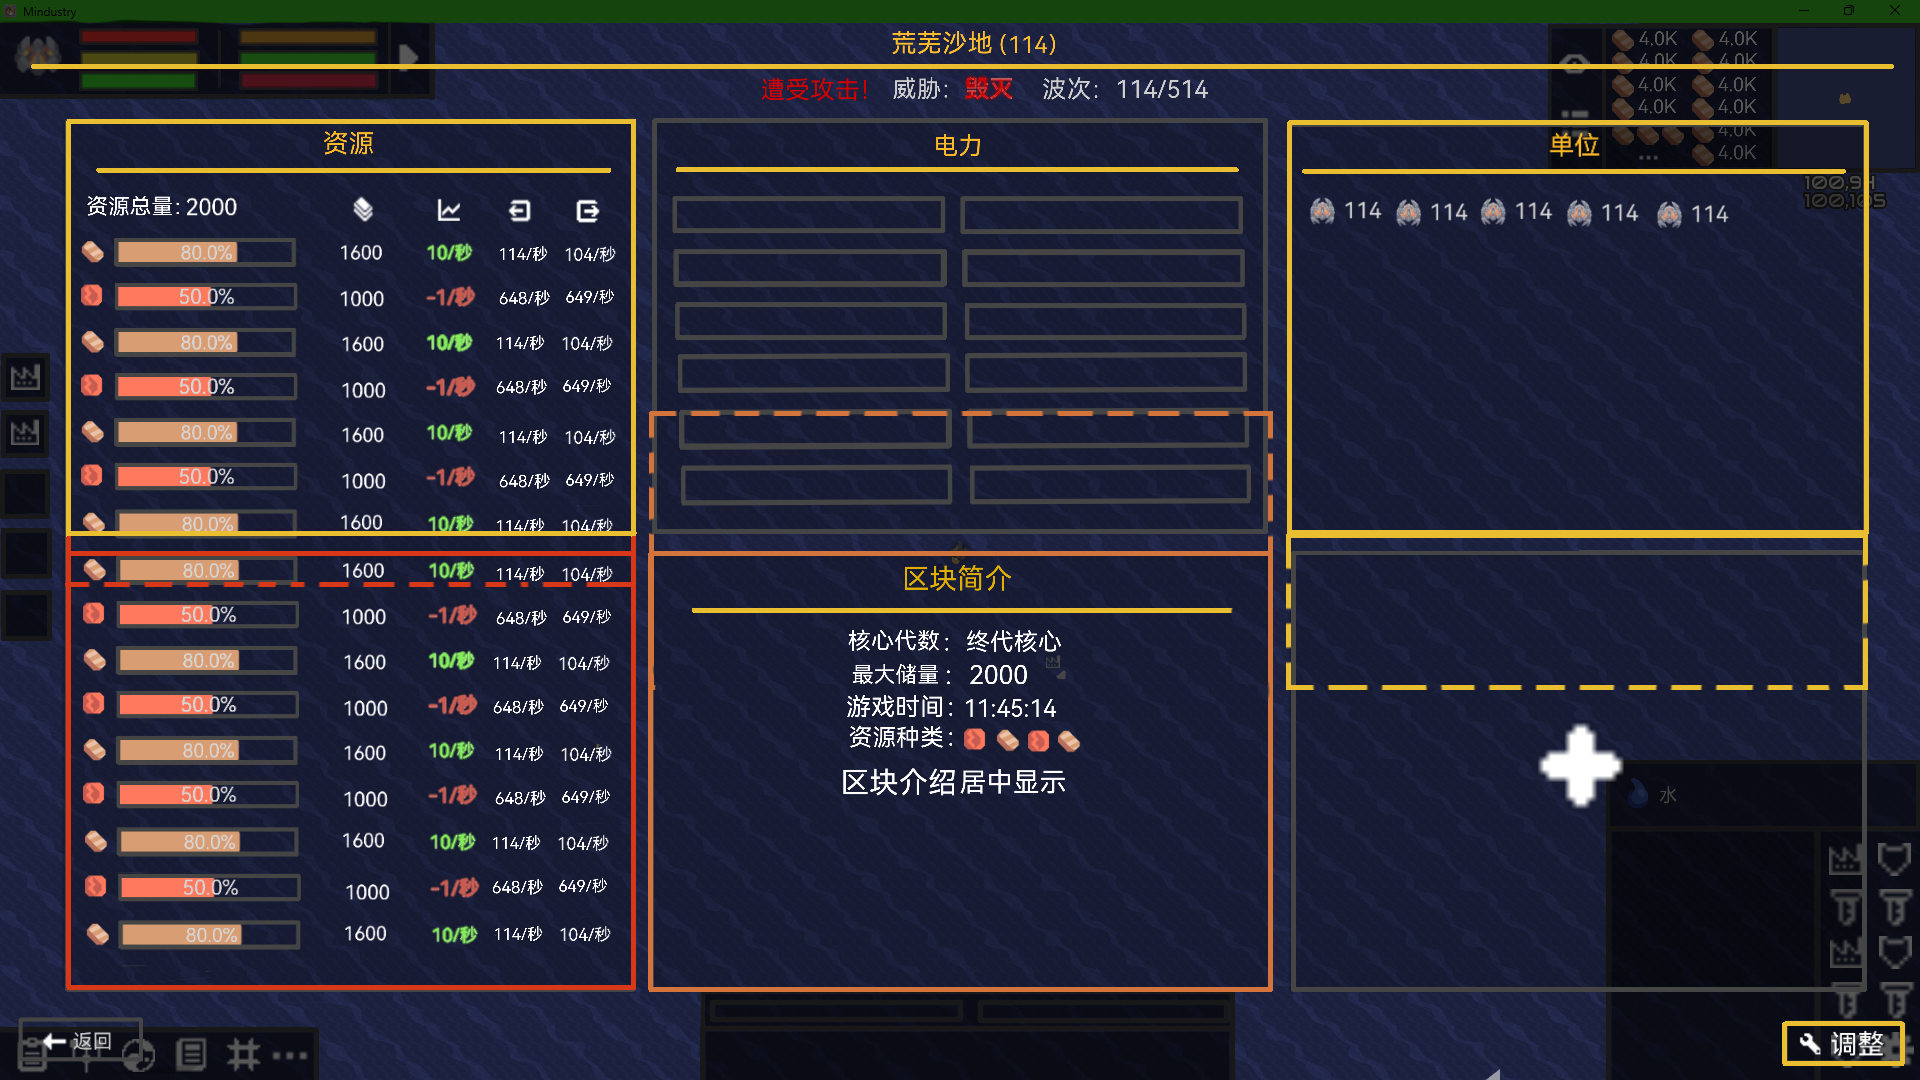 Mindustry
荒芜沙地(114)
遭受攻击! 威胁: 毁灭 波次: 114/514
4.0K 4.0K
4.0K 4.0K
4.0K 4.0K
4.0K 4.0K
4.0K
... 4.0K
100,105
资源
资源总量: 2000
80.0% 1600 10/秒 114/秒 104/秒
50.0% 1000 -1/秒 648/秒 649/秒
80.0% 1600 10/秒 114/秒 104/秒
50.0% 1000 -1/秒 648/秒 649/秒
80.0% 1600 10/秒 114/秒 104/秒
50.0% 1000 -1/秒 648/秒 649/秒
80.0% 1600 10/秒 114/秒 104/秒
80.0% 1600 10/秒 114/秒 104/秒
50.0% 1000 -1/秒 648/秒 649/秒
80.0% 1600 10/秒 114/秒 104/秒
50.0% 1000 -1/秒 648/秒 649/秒
80.0% 1600 10/秒 114/秒 104/秒
50.0% 1000 -1/秒 648/秒 649/秒
80.0% 1600 10/秒 114/秒 104/秒
50.0% 1000 -1/秒 648/秒 649/秒
80.0% 1600 10/秒 114/秒 104/秒
电力
区块简介
核心代数: 终代核心
最大储量: 2000
游戏时间: 11:45:14
资源种类:
区块介绍居中显示
单位
114 114 114 114 114
水
返回
调整